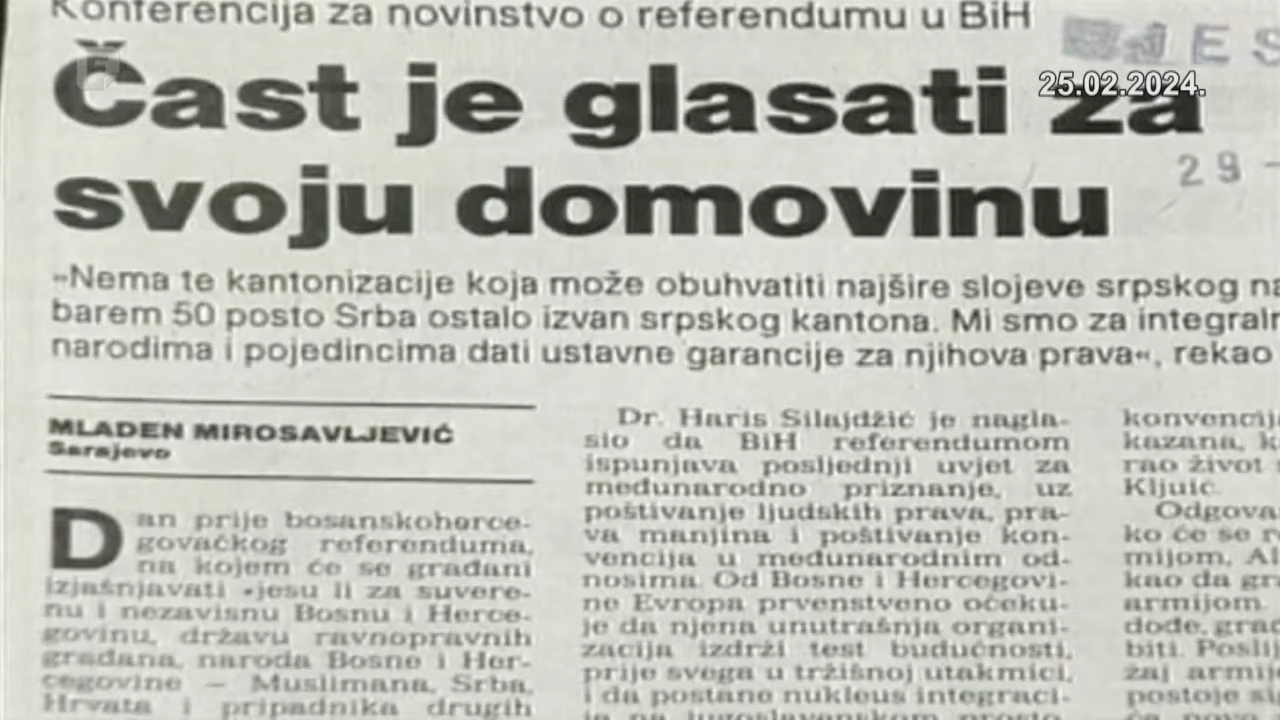 Konferencija za novinstvo o referendumu u BiH
25.02.2024.
Čast je glasati za
svoju domovinu
29 -
»Nema te kantonizacije koja može obuhvatiti najšire slojeve srpskog na
barem 50 posto Srba ostalo izvan srpskog kantona. Mi smo za integraln
narodima i pojedincima dati ustavne garancije za njihova prava«, rekao
MLADEN MIROSAVLJEVIĆ
Sarajevo
Dan prije bosanskoherce-
govačkog referenduma,
na kojem će se građani
izjašnjavati »jesu li za suvere-
nu i nezavisnu Bosnu i Herce-
govinu, državu ravnopravnih
građana, naroda Bosne i Her-
cegovine — Muslimana, Srba,
Hrvata i pripadnika drugih
Dr. Haris Silajdžić je nagla-
sio da BiH referendumom
ispunjava posljednji uvjet za
međunarodno priznanje, uz
poštivanje ljudskih prava, pra-
va manjina i poštivanje kon-
vencija u međunarodnim od-
nosima. Od Bosne i Hercegovi-
ne Evropa prvenstveno očeku-
je da njena unutrašnja organi-
zacija izdrži test budućnosti,
prije svega u tržišnoj utakmici,
i da postane nukleus integraci-
je na jugoslavenskom prosto-
konvencija
kazana, k
rao život
Kljuić.
Odgova
ko će se r
mijom, Al
kao da gr
armijom.
dođe, grad
biti. Poslij
žaj armij
postoje si